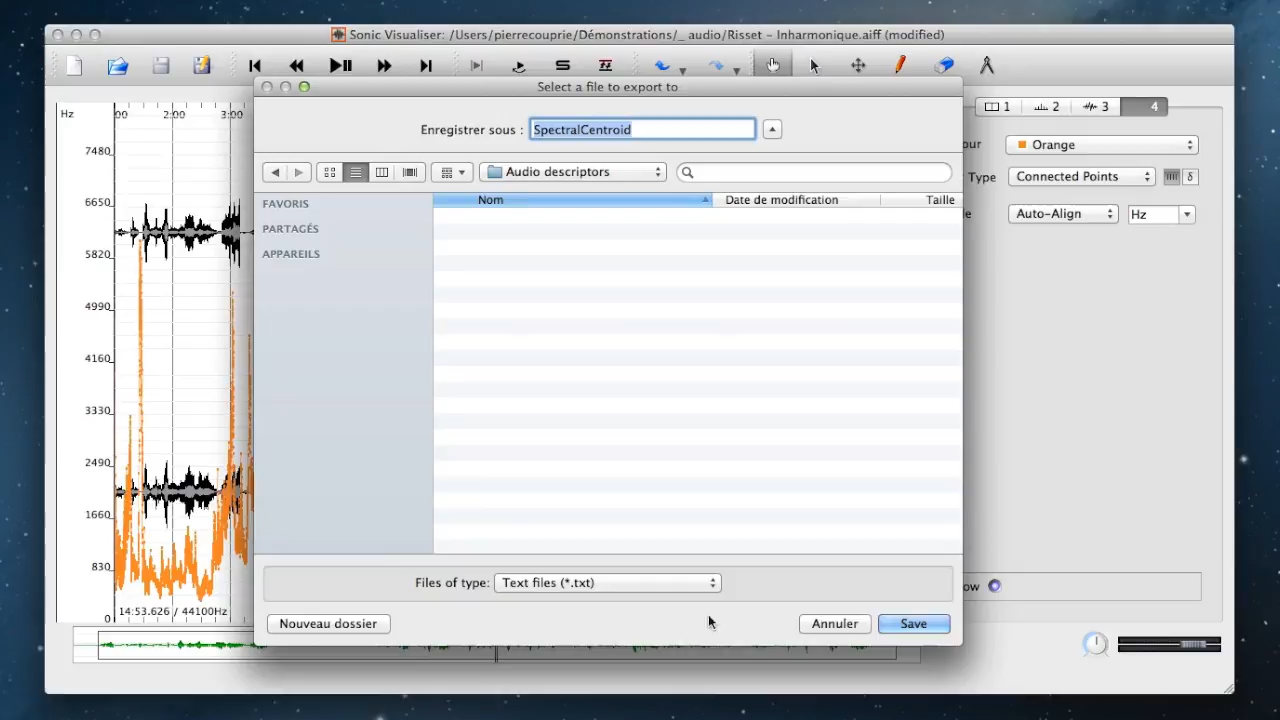 Sonic Visualiser: /Users/pierrecouprie/Démonstrations/_ audio/Risset - Inharmonique.aiff (modified)
Select a file to export to
Enregistrer sous : SpectralCentroid
Audio descriptors
FAVORIS
PARTAGÉS
APPAREILS
Nom Date de modification Taille
Files of type: Text files (*.txt)
Nouveau dossier Annuler Save
Hz 00 2:00 3:00
7480
6650
5820
4990
4160
3330
2490
1660
830
0
14:53.626 / 44100Hz
1 2 3 4
our Orange
Type Connected Points
le Auto-Align Hz
ow